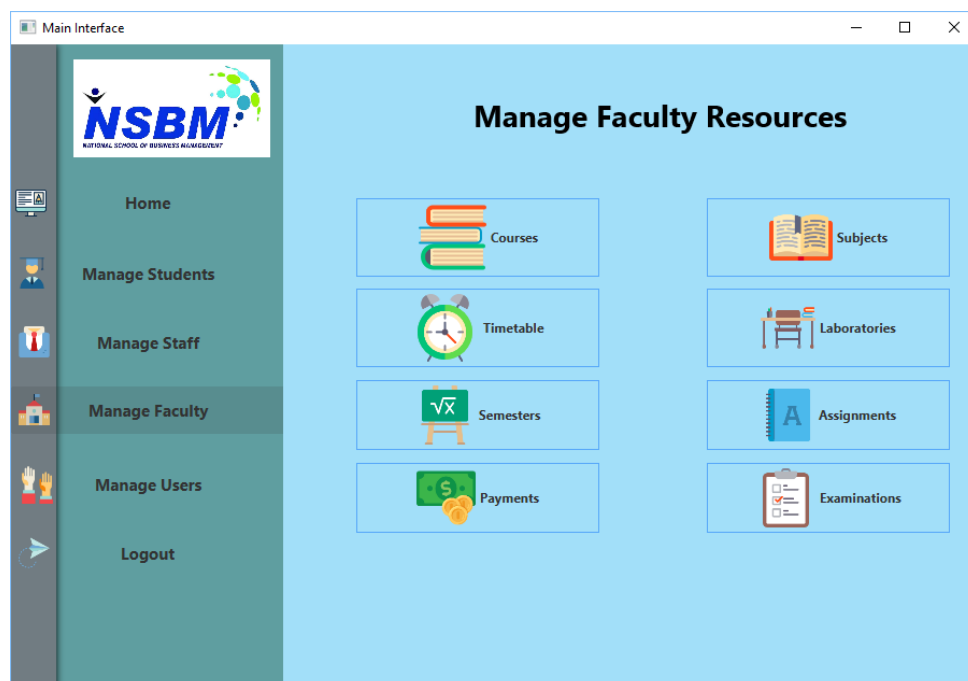 Main Interface
NSBM
NATIONAL SCHOOL OF BUSINESS MANAGEMENT
Home
Manage Students
Manage Staff
Manage Faculty
Manage Users
Logout
Manage Faculty Resources
Courses
Subjects
Timetable
Laboratories
√x
Semesters
A
Assignments
$
Payments
Examinations